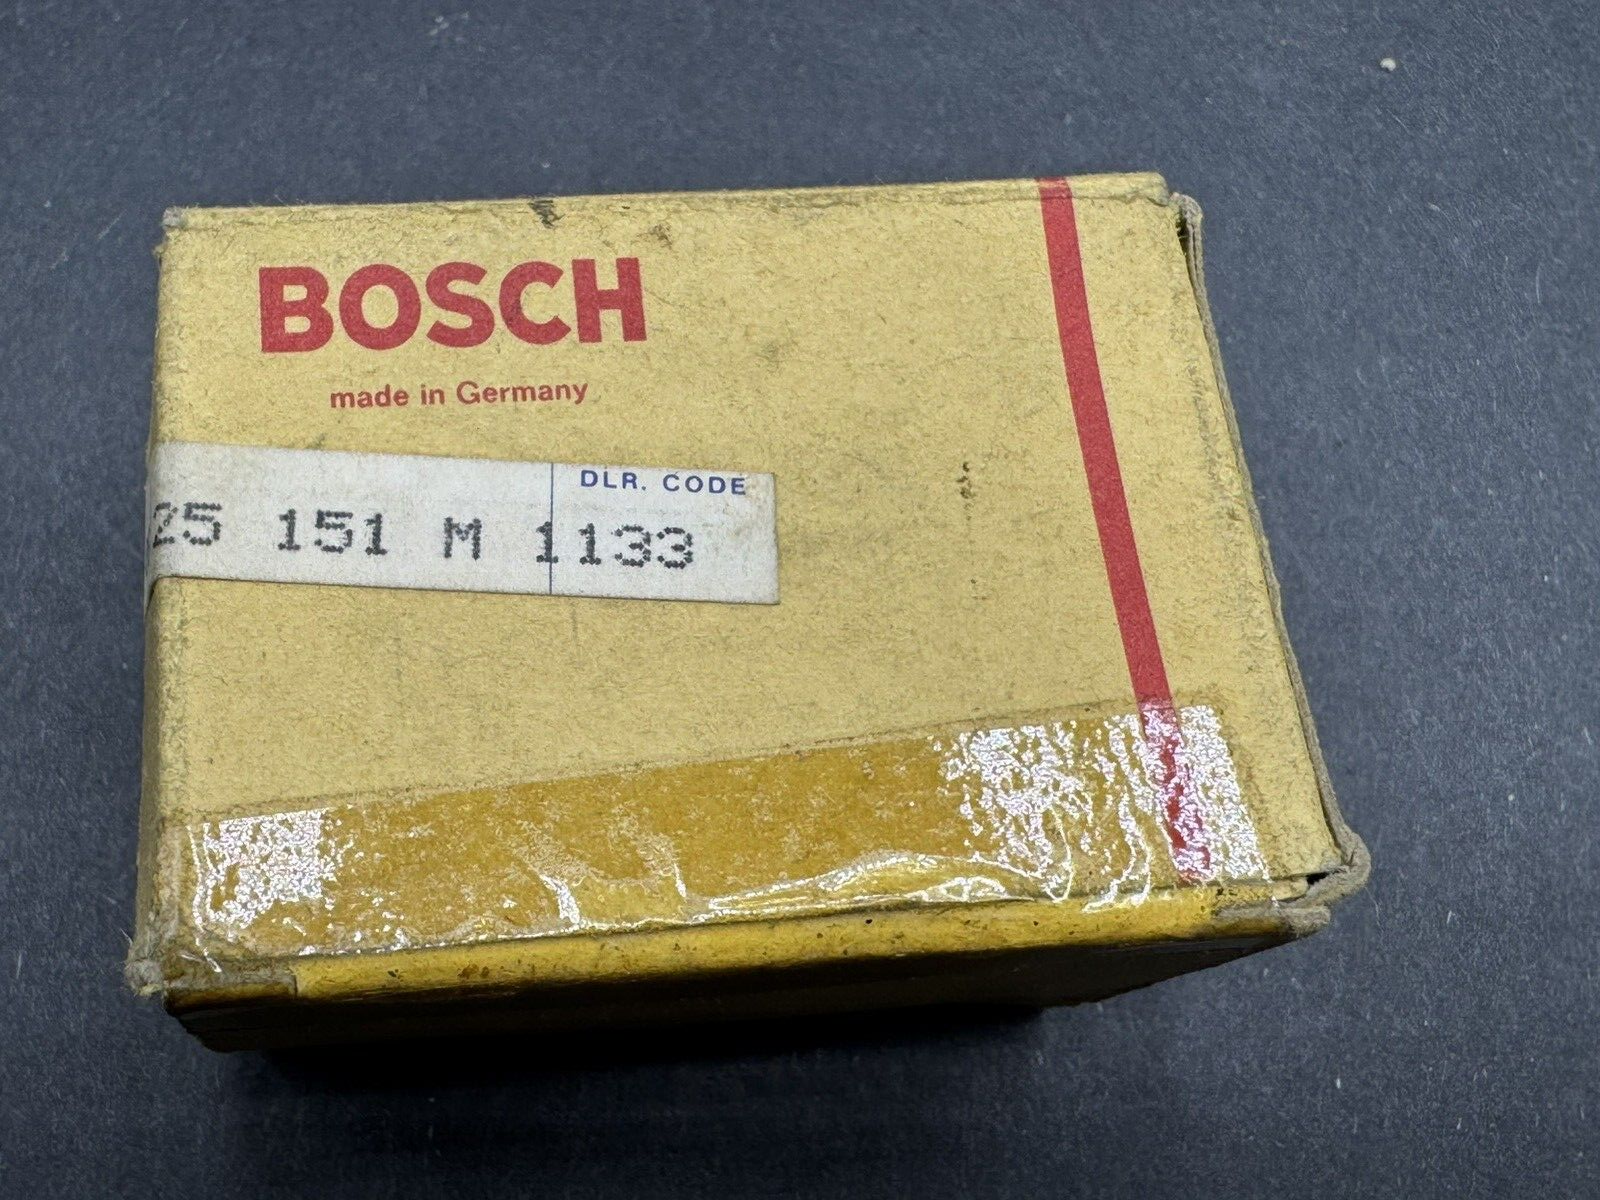 BOSCH
made in Germany
DLR. CODE
25 151 M 1133